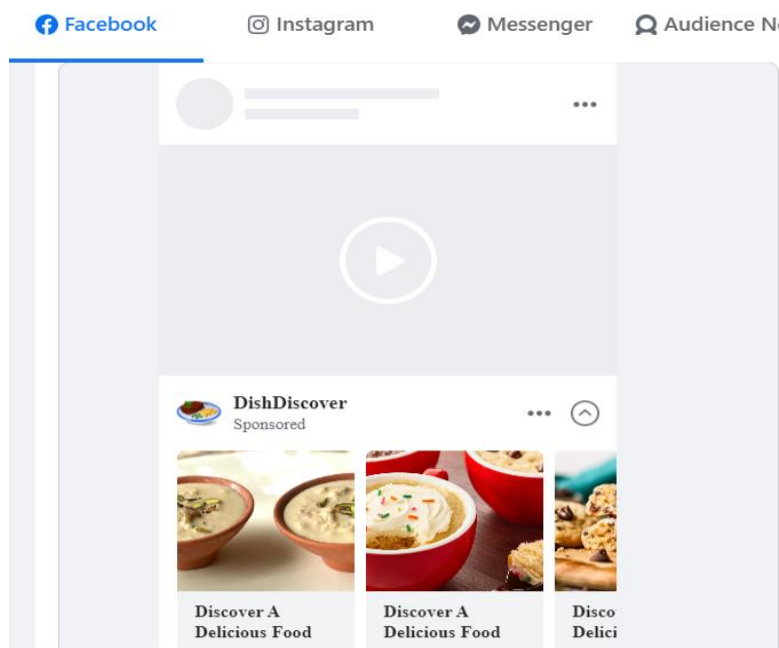 Facebook Instagram Messenger Audience N
DishDiscover
Sponsored
Discover A Discover A Disco
Delicious Food Delicious Food Delici